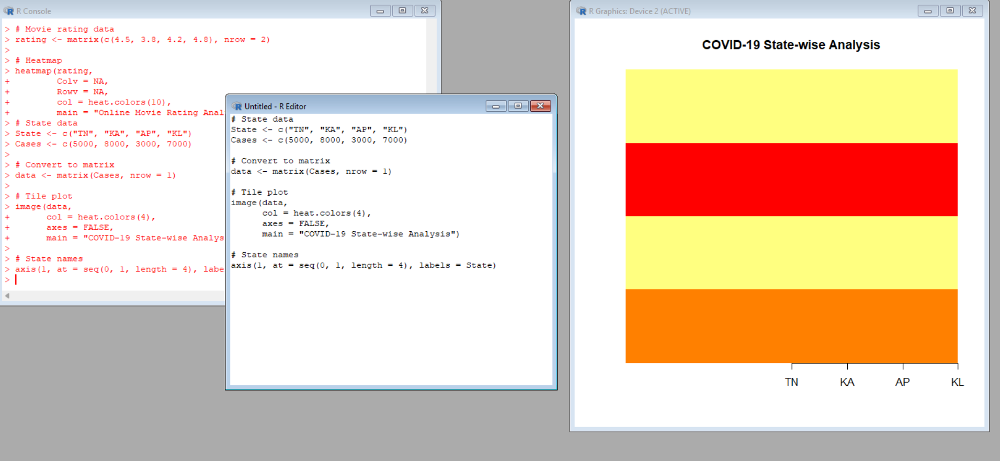 R Console
> # Movie rating data
> rating <- matrix(c(4.5, 3.8, 4.2, 4.8), nrow = 2)
>
> # Heatmap
> heatmap(rating,
+         Colv = NA,
+         Rowv = NA,
+         col = heat.colors(10),
+         main = "Online Movie Rating Anal
> # State data
> State <- c("TN", "KA", "AP", "KL")
> Cases <- c(5000, 8000, 3000, 7000)
>
> # Convert to matrix
> data <- matrix(Cases, nrow = 1)
>
> # Tile plot
> image(data,
+       col = heat.colors(4),
+       axes = FALSE,
+       main = "COVID-19 State-wise Analys
>
> # State names
> axis(1, at = seq(0, 1, length = 4), labe
>
Untitled - R Editor
# State data
State <- c("TN", "KA", "AP", "KL")
Cases <- c(5000, 8000, 3000, 7000)

# Convert to matrix
data <- matrix(Cases, nrow = 1)

# Tile plot
image(data,
      col = heat.colors(4),
      axes = FALSE,
      main = "COVID-19 State-wise Analysis")

# State names
axis(1, at = seq(0, 1, length = 4), labels = State)
R Graphics: Device 2 (ACTIVE)
COVID-19 State-wise Analysis
TN KA AP KL